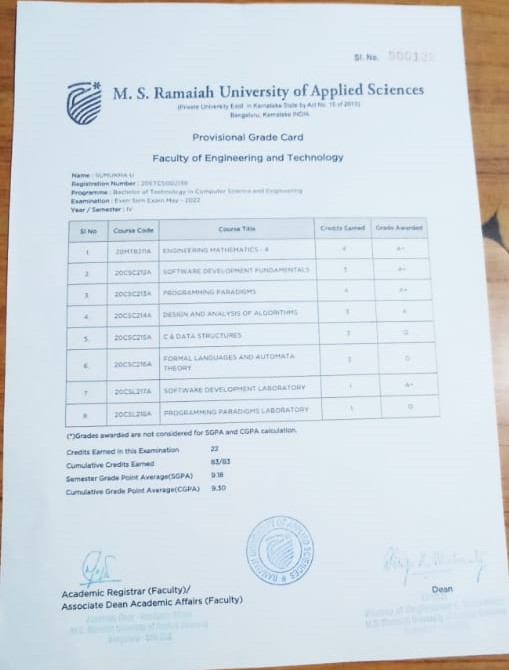 Sl. No.
M. S. Ramaiah University of Applied Sciences
(Private University Estd. in Karnataka State by Act No. 15 of 2013)
Bengaluru, Karnataka INDIA
Provisional Grade Card
Faculty of Engineering and Technology
Name :
Registration Number :
Programme : Bachelor of Technology in Computer Science and Engineering
Examination : Even Sem Exam May - 2022
Year / Semester : IV
Sl No Course Code Course Title Credits Earned Grade Awarded
1 20MTB211A ENGINEERING MATHEMATICS - 4 4 A+
2 20CSC212A SOFTWARE DEVELOPMENT FUNDAMENTALS 3 A+
3 20CSC213A PROGRAMMING PARADIGMS 4 A+
4. 20CSC214A DESIGN AND ANALYSIS OF ALGORITHMS 3 A
5. 20CSC215A C & DATA STRUCTURES 3 O
6. 20CSC216A FORMAL LANGUAGES AND AUTOMATA
THEORY 3 O
7. 20CSL217A SOFTWARE DEVELOPMENT LABORATORY 1 A+
8. PROGRAMMING PARADIGMS LABORATORY 1 O
(*)Grades awarded are not considered for SGPA and CGPA calculation.
Credits Earned in this Examination 22
Cumulative Credits Earned 83/83
Semester Grade Point Average(SGPA) 9.18
Cumulative Grade Point Average(CGPA) 9.30
RAMAIAH UNIVERSITY OF APPLIED SCIENCES
Academic Registrar (Faculty)/
Associate Dean Academic Affairs (Faculty)
Dean